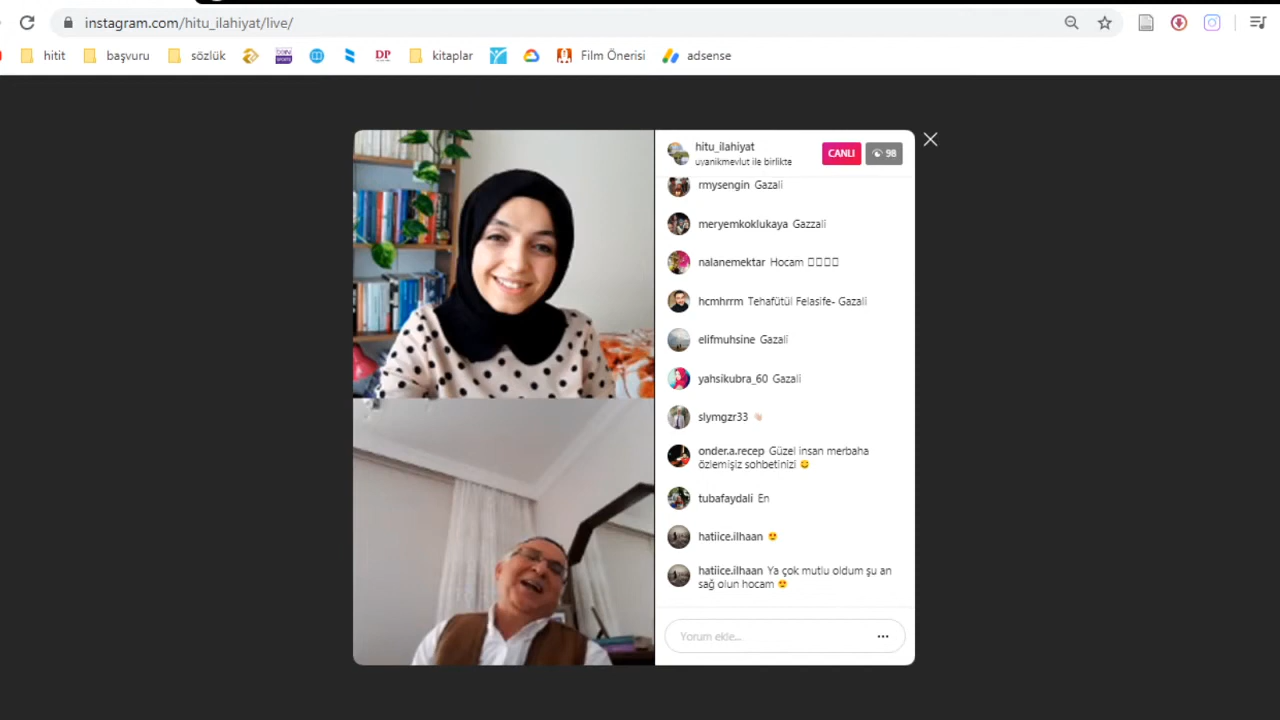 instagram.com/hitu_ilahiyat/live/
hitit başvuru sözlük DP kitaplar Film Önerisi adsense
hitu_ilahiyat
uyanikmevlut ile birlikte
CANLI 98
rmysengin Gazali
meryemkoklukaya Gazzali
nalanemektar Hocam
hcmhrrm Tehafütül Felasife- Gazali
elifmuhsine Gazali
yahsikubra_60 Gazali
slymgzr33
onder.a.recep Güzel insan merbaha
özlemişiz sohbetinizi
tubafaydali En
hatiice.ilhaan
hatiice.ilhaan Ya çok mutlu oldum şu an
sağ olun hocam
Yorum ekle...